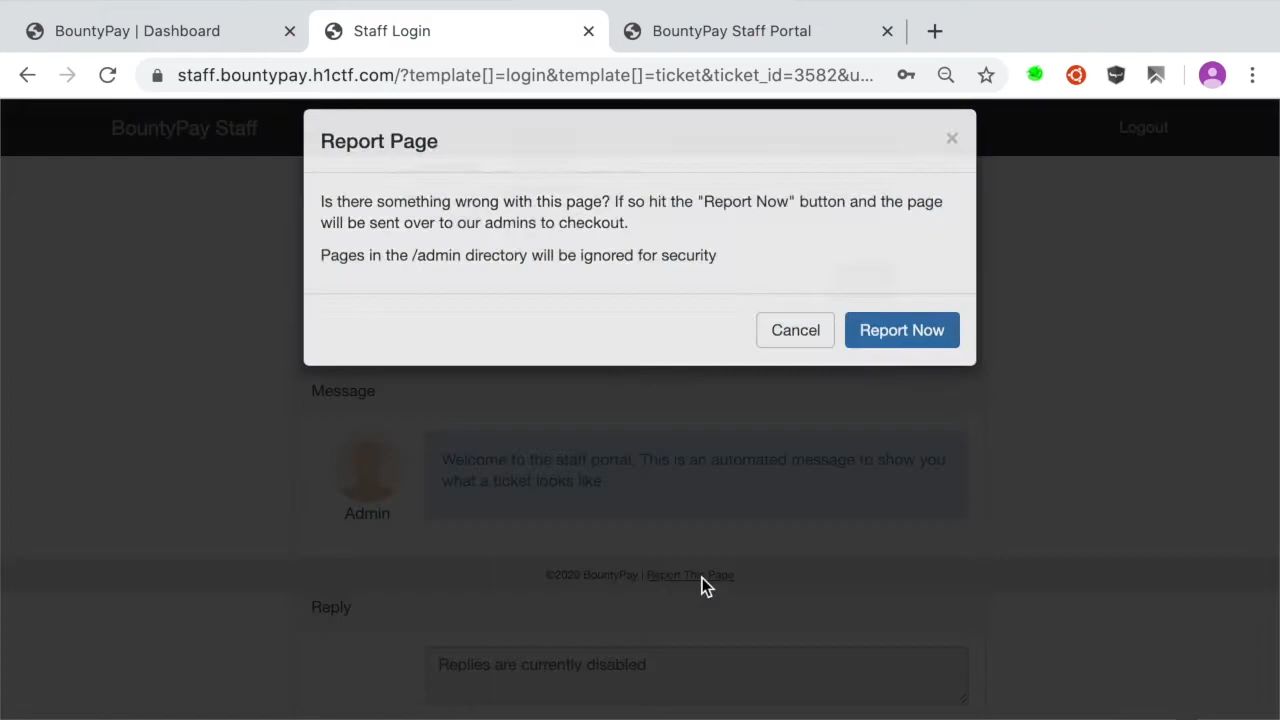 BountyPay | Dashboard
Staff Login
BountyPay Staff Portal
staff.bountypay.h1ctf.com/?template[]=login&template[]=ticket&ticket_id=3582&u...
BountyPay Staff
Logout
Report Page
Is there something wrong with this page? If so hit the "Report Now" button and the page
will be sent over to our admins to checkout.
Pages in the /admin directory will be ignored for security
Cancel
Report Now
Message
Welcome to the staff portal, This is an automated message to show you
what a ticket looks like
Admin
©2020 BountyPay | Report This Page
Reply
Replies are currently disabled